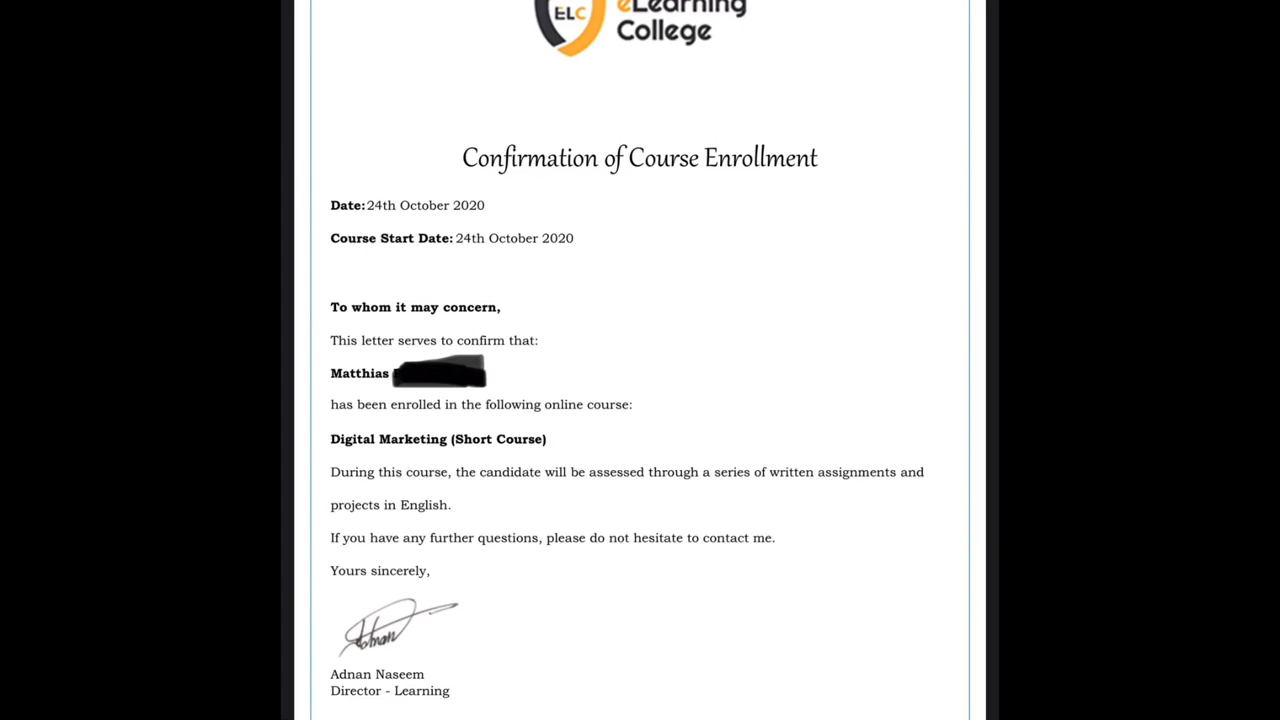 ELC
eLearning
College
Confirmation of Course Enrollment
Date: 24th October 2020
Course Start Date: 24th October 2020
To whom it may concern,
This letter serves to confirm that:
Matthias
has been enrolled in the following online course:
Digital Marketing (Short Course)
During this course, the candidate will be assessed through a series of written assignments and
projects in English.
If you have any further questions, please do not hesitate to contact me.
Yours sincerely,
Adnan
Adnan Naseem
Director - Learning